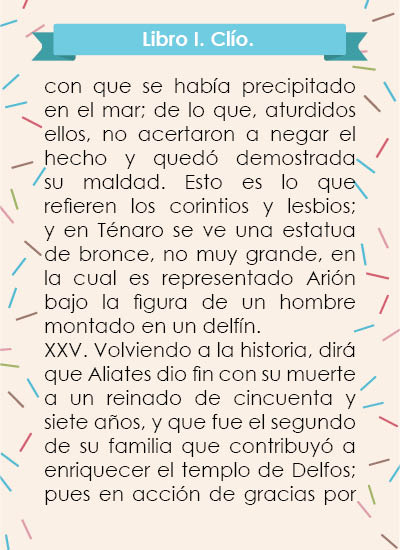 Libro I. Clío.
con que se había precipitado
en el mar; de lo que, aturdidos
ellos, no acertaron a negar el
hecho y quedó demostrada
su maldad. Esto es lo que
refieren los corintios y lesbios;
y en Ténaro se ve una estatua
de bronce, no muy grande, en
la cual es representado Arión
bajo la figura de un hombre
montado en un delfín.
XXV. Volviendo a la historia, dirá
que Aliates dio fin con su muerte
a un reinado de cincuenta y
siete años, y que fue el segundo
de su familia que contribuyó a
enriquecer el templo de Delfos;
pues en acción de gracias por